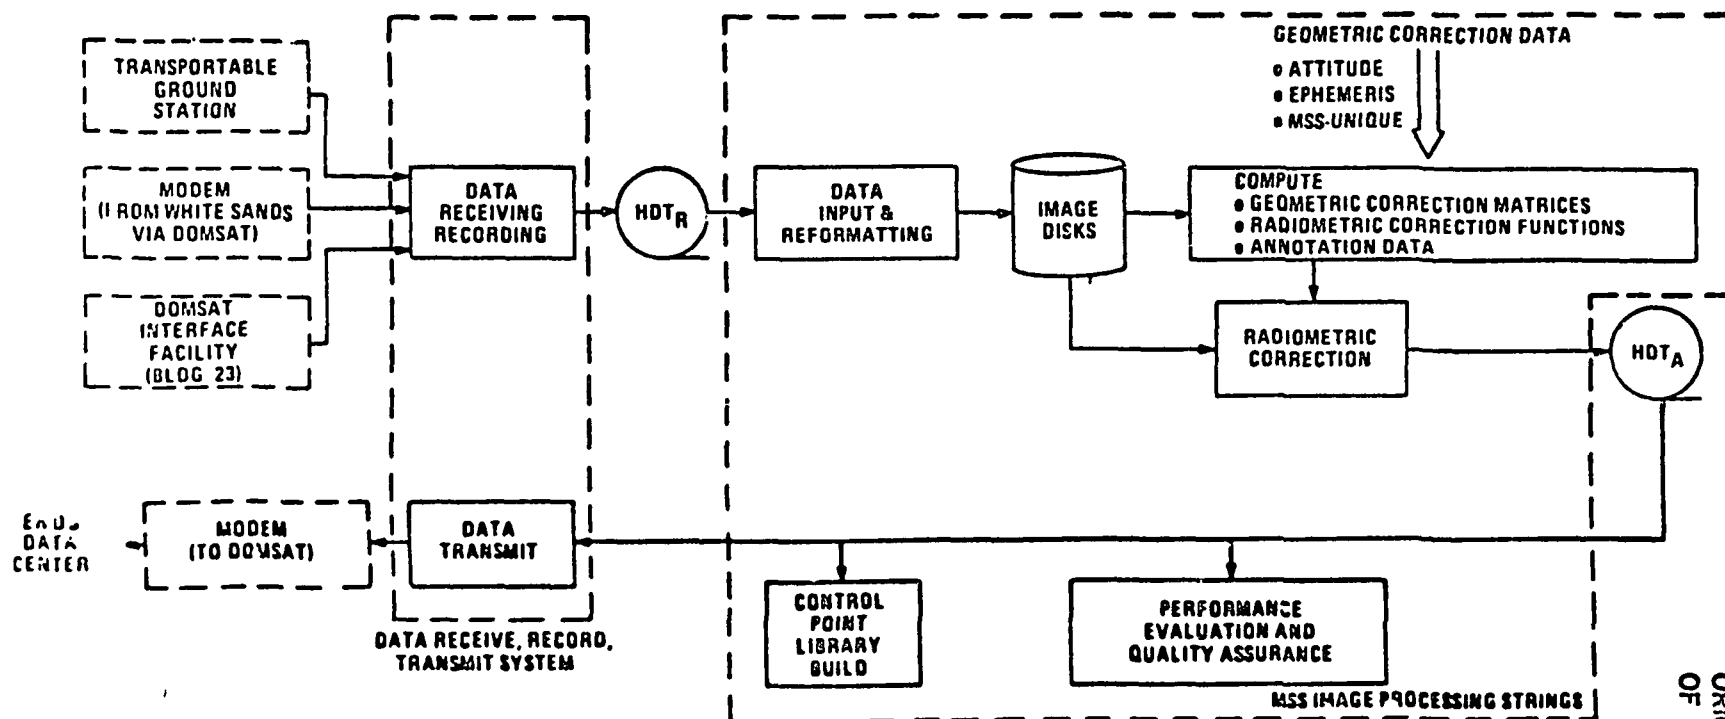 TRANSPORTABLE
GROUND
STATION
MODEM
(FROM WHITE SANDS
VIA DOMSAT)
DOMSAT
INTERFACE
FACILITY
(BLDG 23)
DATA
RECEIVING
RECORDING
HDTR
DATA
INPUT &
REFORMATTING
IMAGE
DISKS
GEOMETRIC CORRECTION DATA
• ATTITUDE
• EPHEMERIS
• MSS-UNIQUE
COMPUTE
• GEOMETRIC CORRECTION MATRICES
• RADIOMETRIC CORRECTION FUNCTIONS
• ANNOTATION DATA
RADIOMETRIC
CORRECTION
HDTA
DATA
CENTER
MODEM
(TO DOMSAT)
DATA
TRANSMIT
DATA RECEIVE, RECORD,
TRANSMIT SYSTEM
CONTROL
POINT
LIBRARY
BUILD
PERFORMANCE
EVALUATION AND
QUALITY ASSURANCE
MSS IMAGE PROCESSING STRINGS
OF